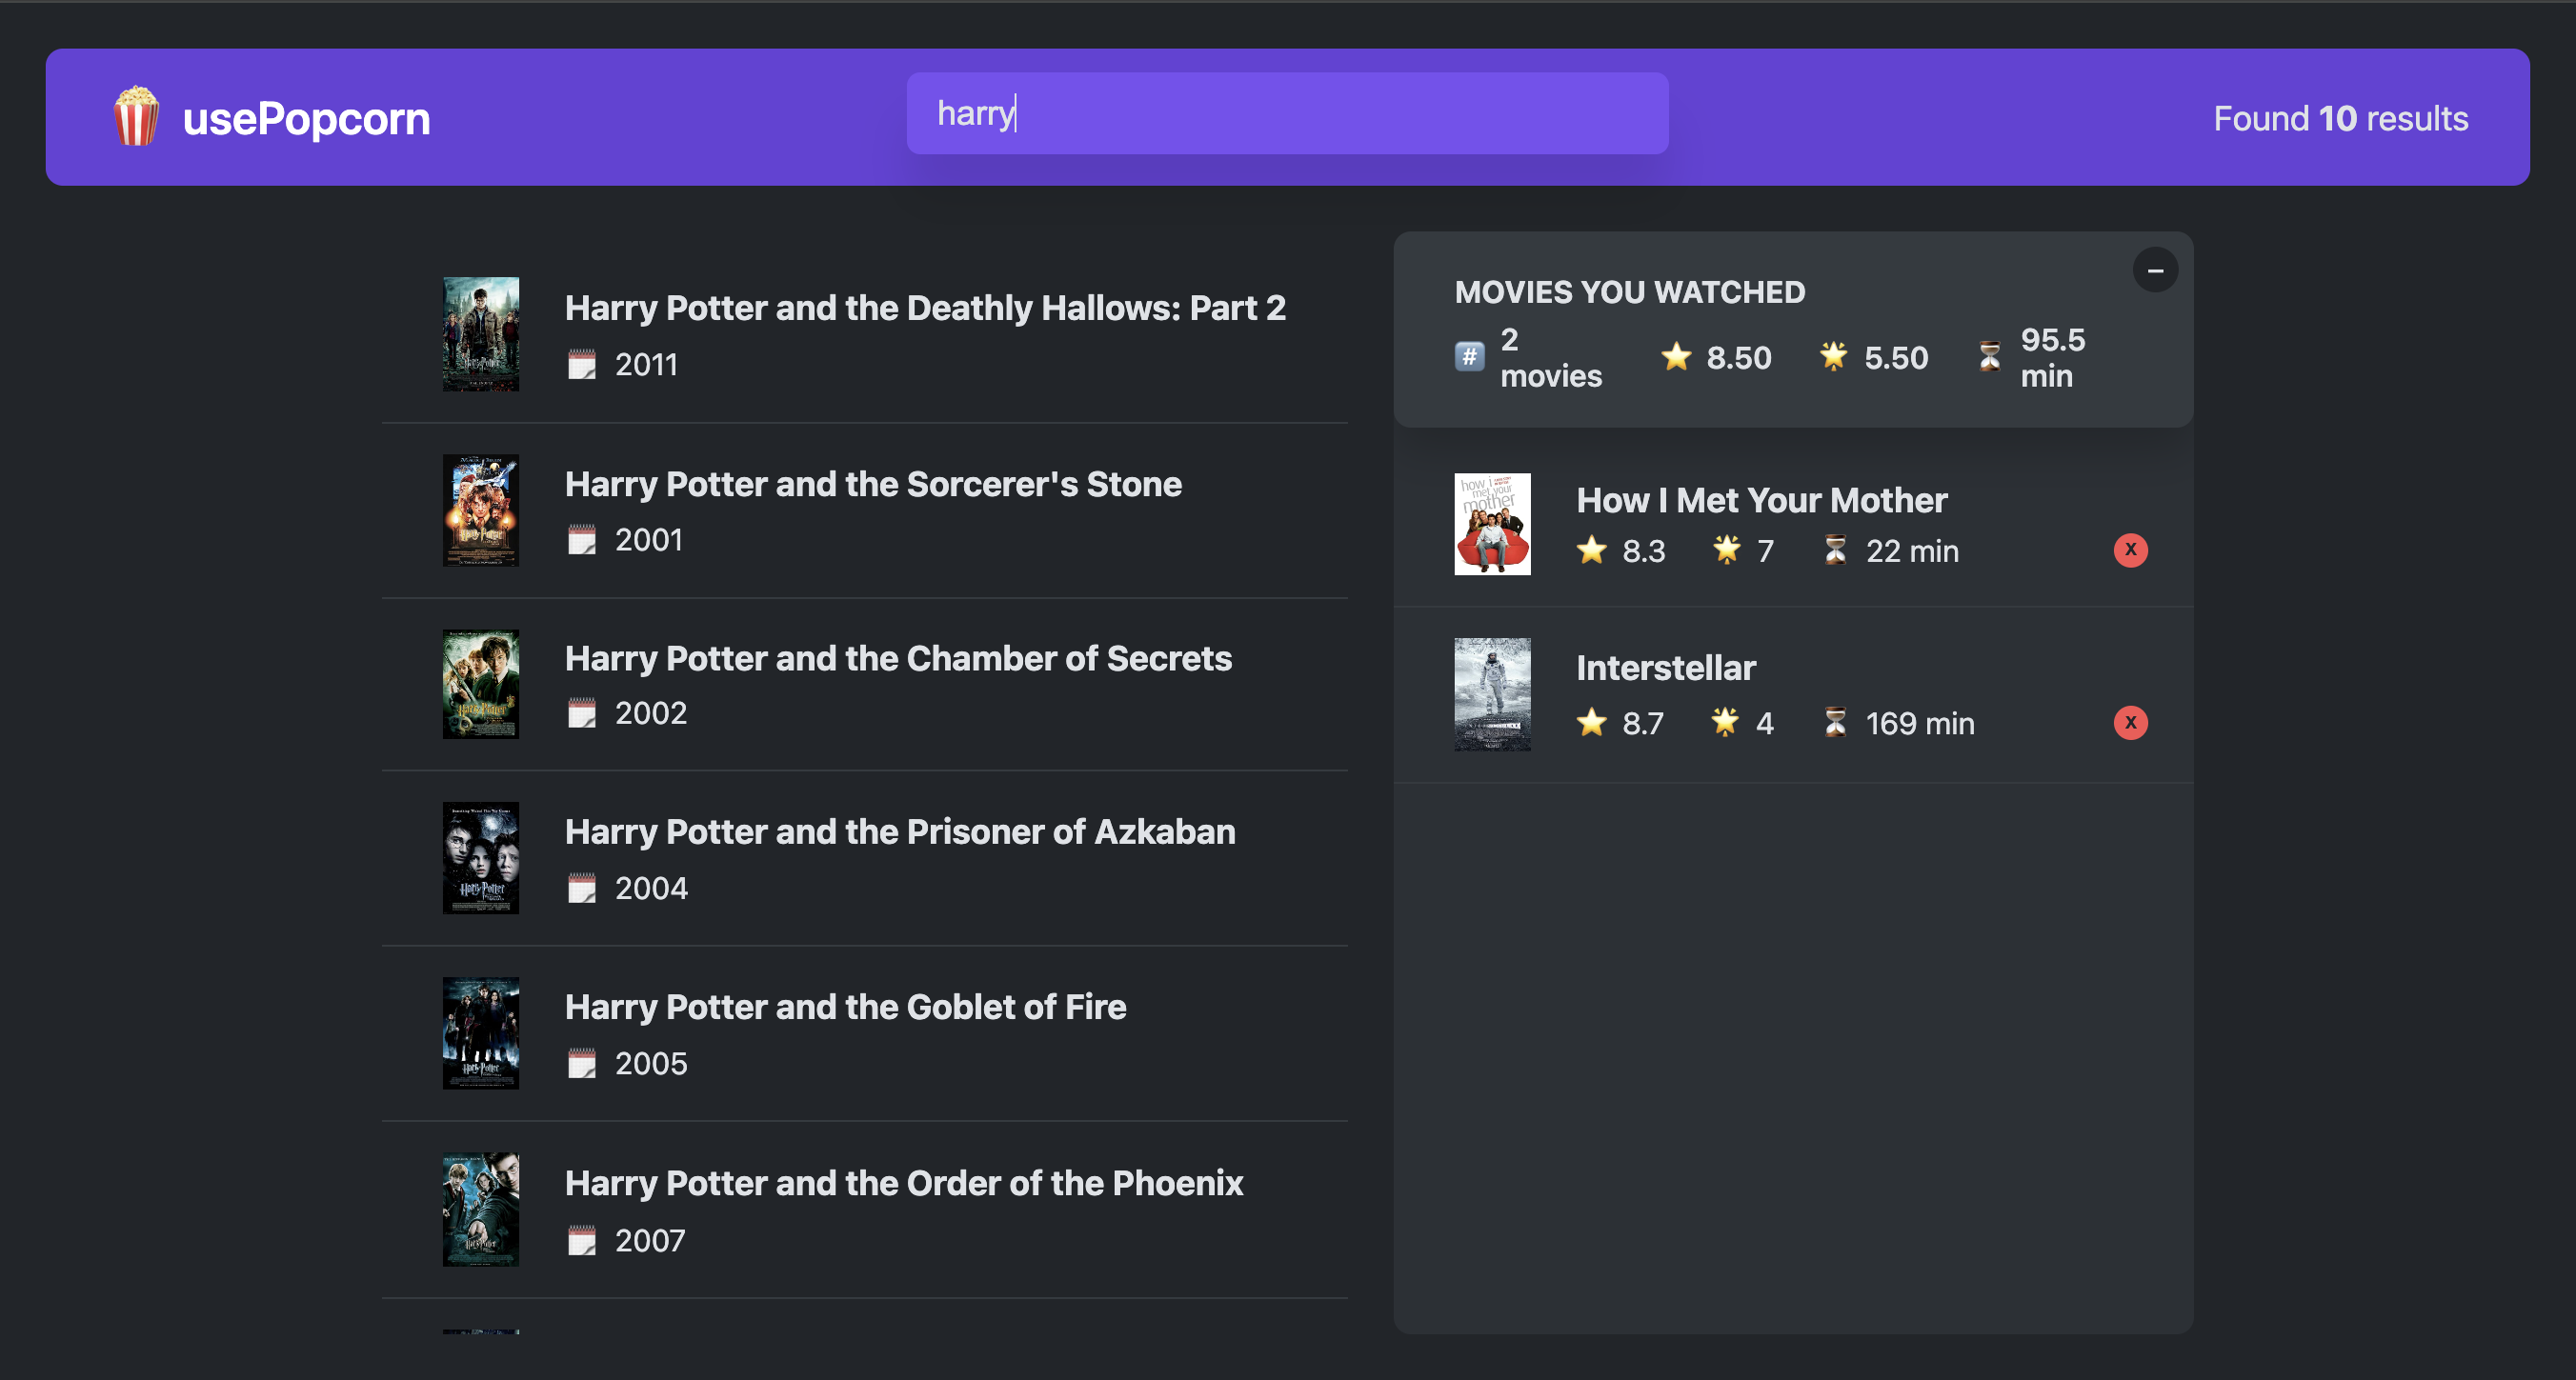 usePopcorn
harry
Found 10 results
Harry Potter and the Deathly Hallows: Part 2
2011
Harry Potter and the Sorcerer's Stone
2001
Harry Potter and the Chamber of Secrets
2002
Harry Potter and the Prisoner of Azkaban
2004
Harry Potter and the Goblet of Fire
2005
Harry Potter and the Order of the Phoenix
2007
–
MOVIES YOU WATCHED
# 2 movies
8.50
5.50
95.5 min
how i met your mother
How I Met Your Mother
8.3 7 22 min X
Interstellar
8.7 4 169 min X